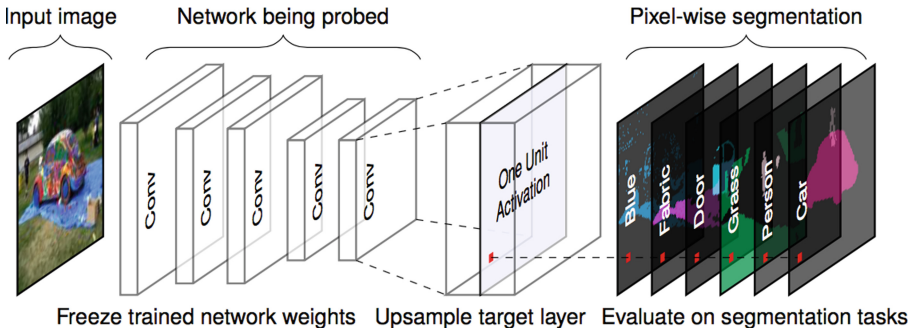 Input image
Network being probed
Pixel-wise segmentation
Conv
Conv
Conv
Conv
Conv
One Unit
Activation
Blue
Fabric
Door
Grass
Person
Car
Freeze trained network weights
Upsample target layer
Evaluate on segmentation tasks